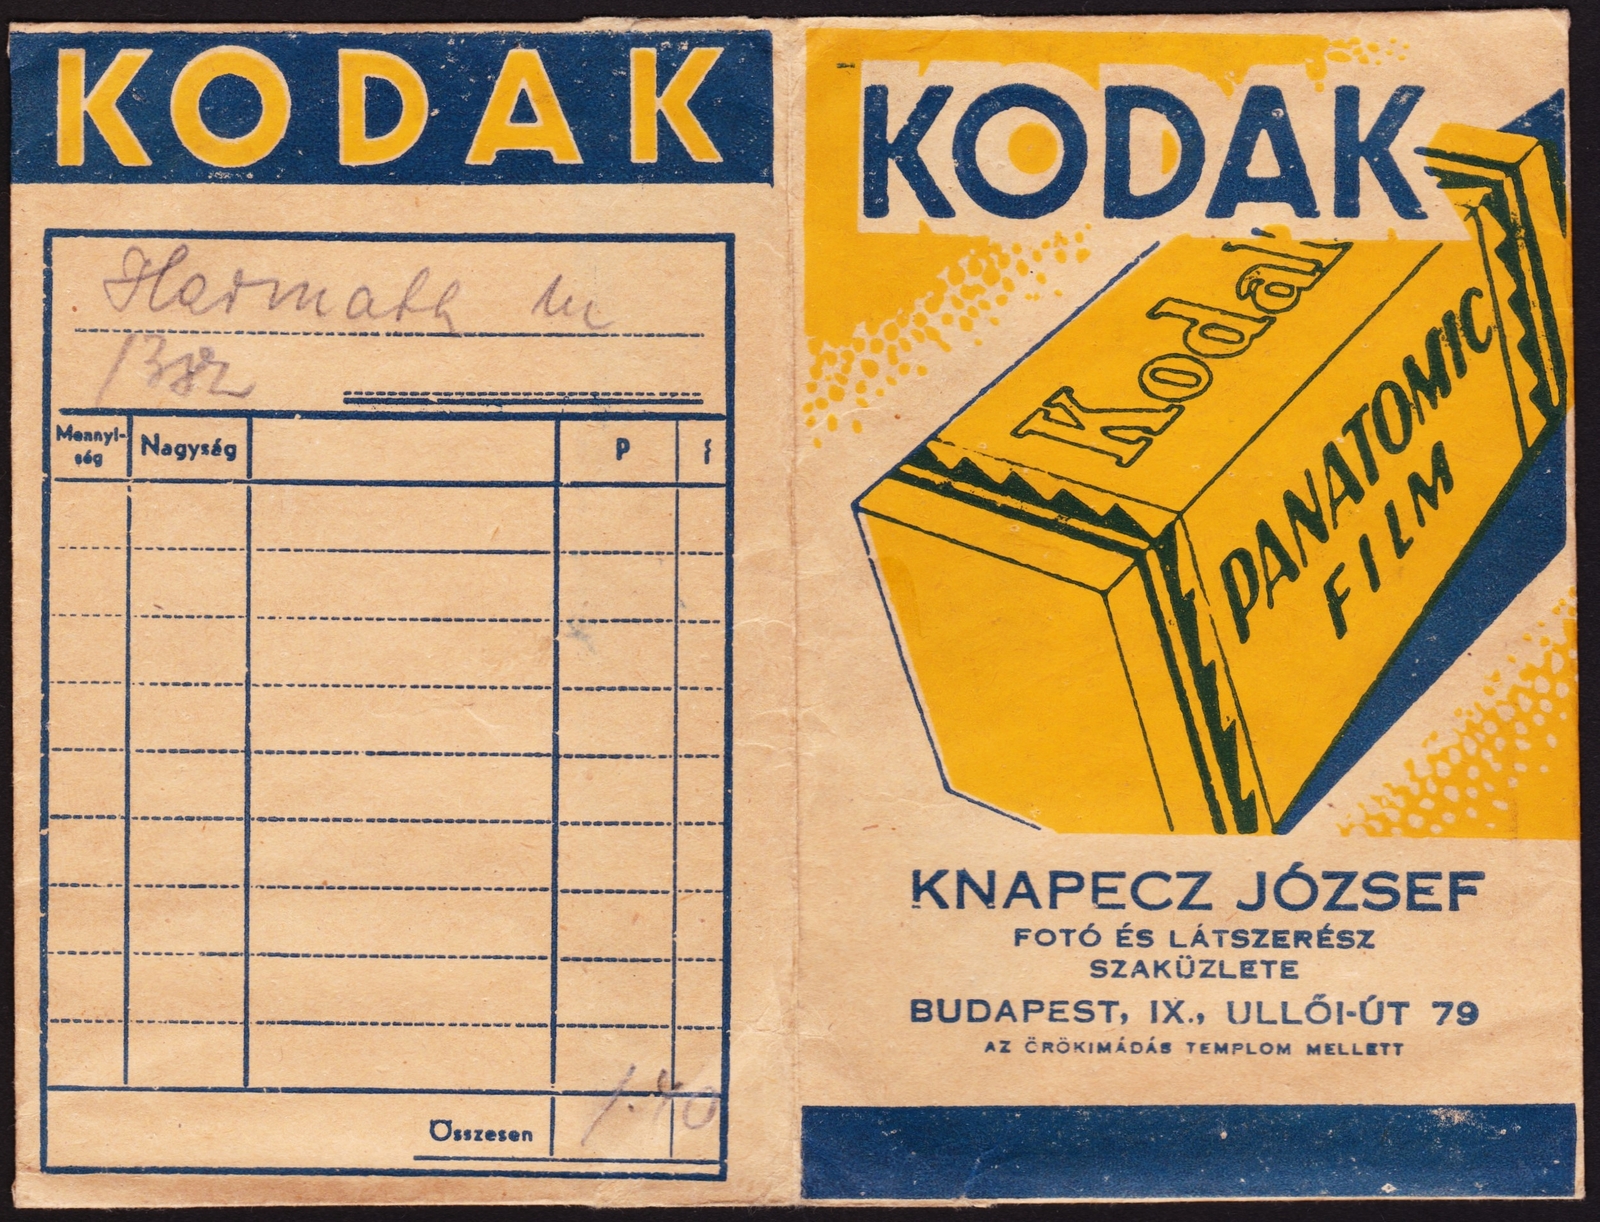 KODAK
Harmath
Mennyi-
ség
Nagyság
P
f
1.40
Összesen
KODAK
Kodak
PANATOMIC
FILM
KNAPECZ JÓZSEF
FOTÓ ÉS LÁTSZERÉSZ
SZAKÜZLETE
BUDAPEST, IX., ULLŐI-ÚT 79
AZ ÖRÖKIMÁDÁS TEMPLOM MELLETT